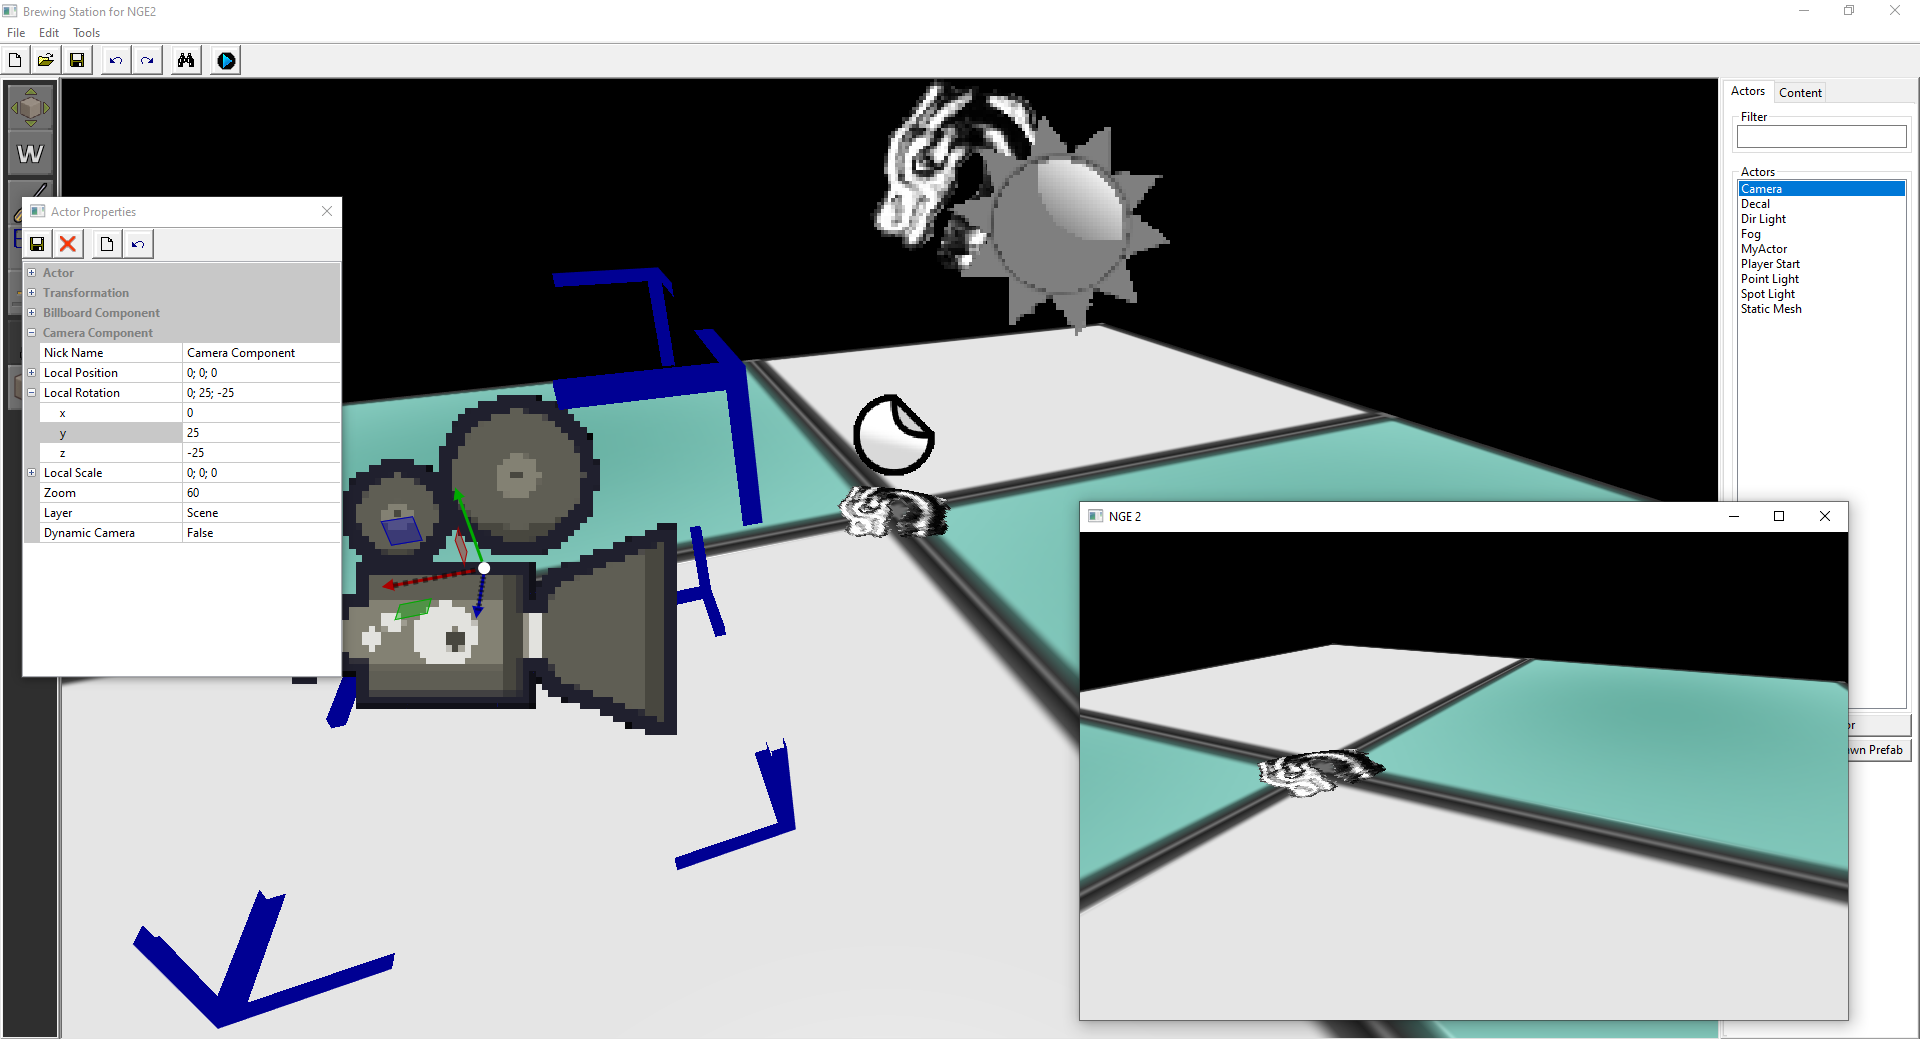 Brewing Station for NGE2
File Edit Tools
W
Actor Properties
Actor
Transformation
Billboard Component
Camera Component
Nick Name Camera Component
Local Position 0; 0; 0
Local Rotation 0; 25; -25
x 0
y 25
z -25
Local Scale 0; 0; 0
Zoom 60
Layer Scene
Dynamic Camera False
Actors Content
Filter
Actors
Camera
Decal
Dir Light
Fog
MyActor
Player Start
Point Light
Spot Light
Static Mesh
NGE 2
Prefab